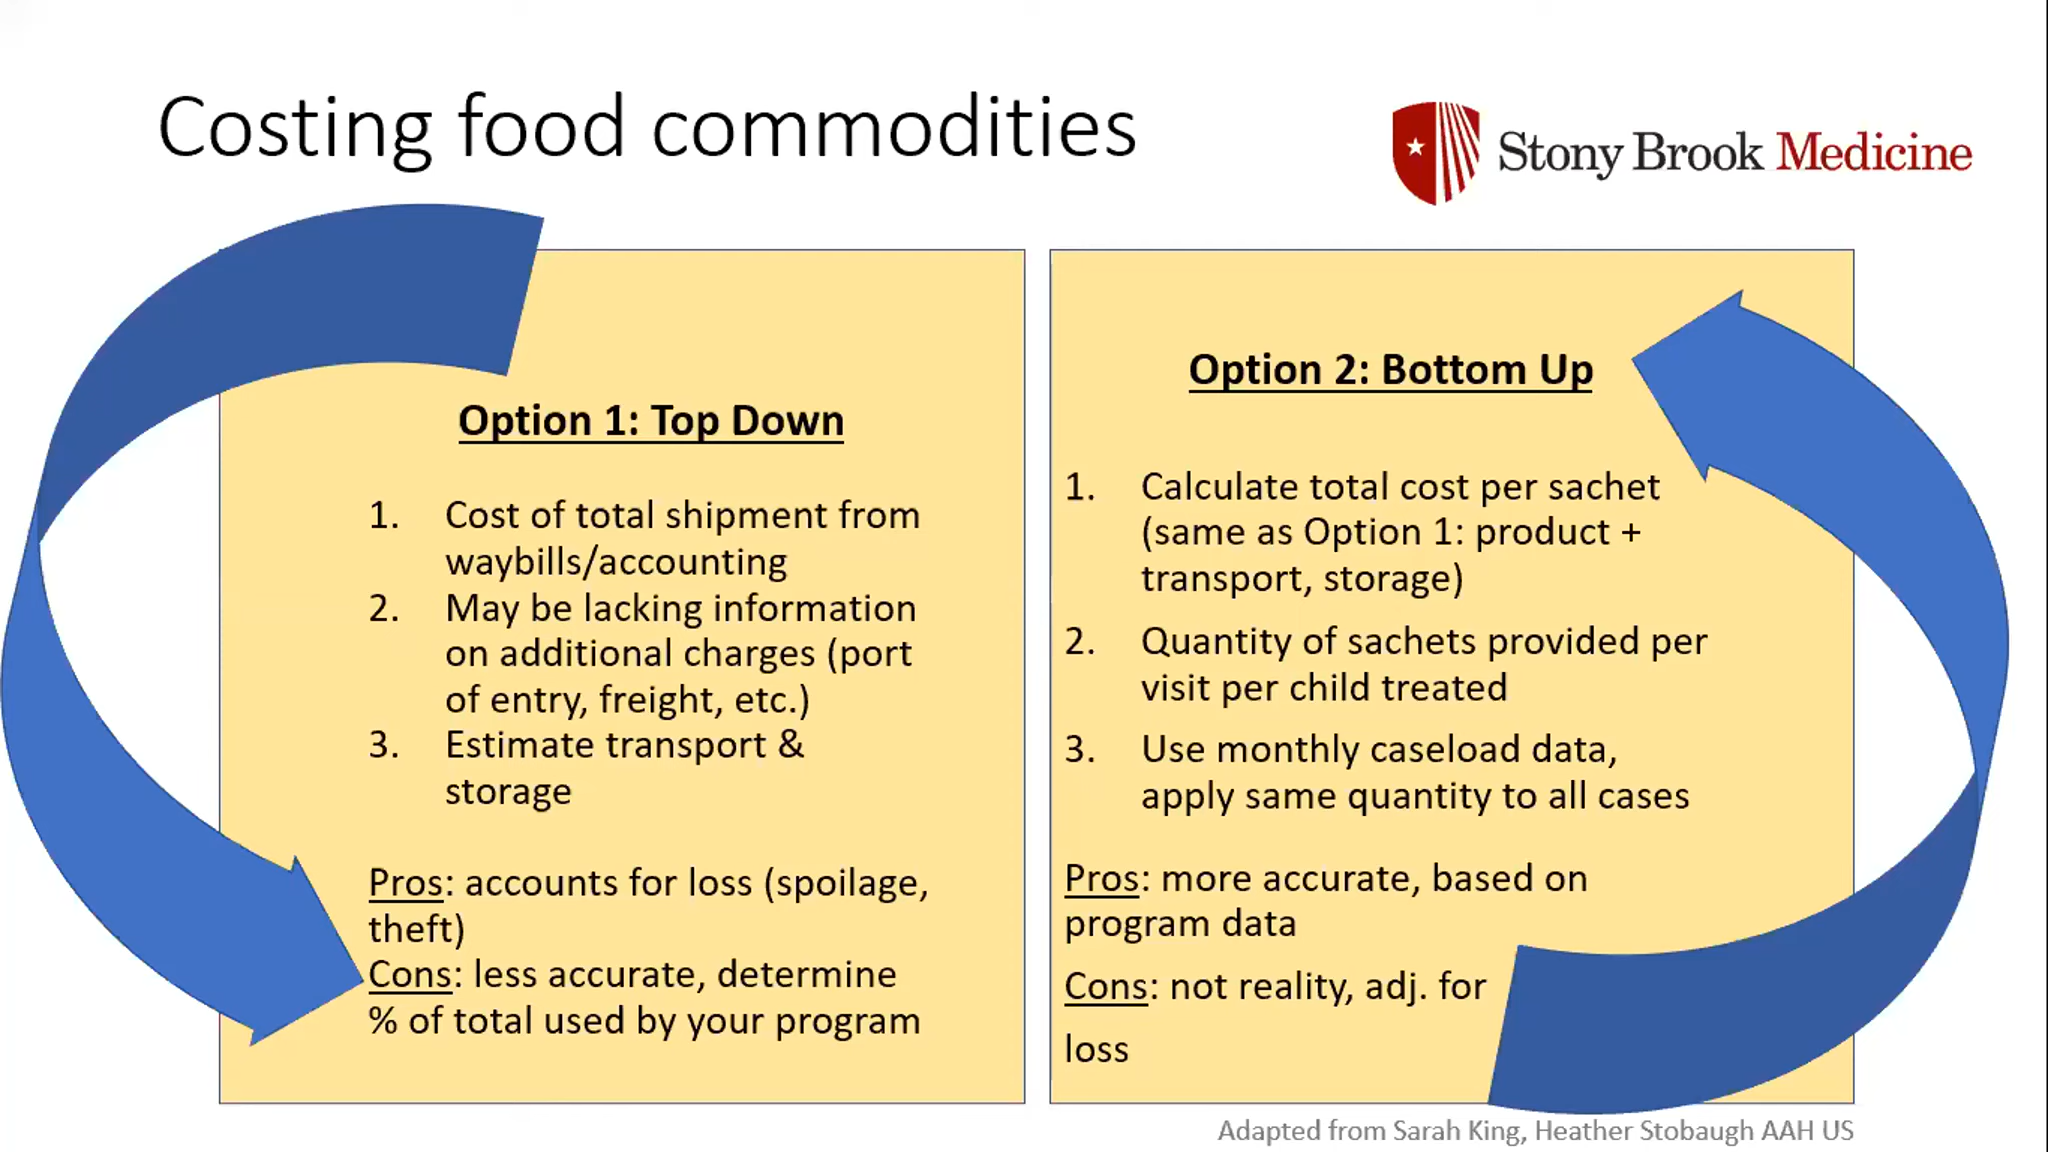 Costing food commodities
Stony Brook Medicine
Option 1: Top Down
1. Cost of total shipment from
waybills/accounting
2. May be lacking information
on additional charges (port
of entry, freight, etc.)
3. Estimate transport &
storage
Pros: accounts for loss (spoilage,
theft)
Cons: less accurate, determine
% of total used by your program
Option 2: Bottom Up
1. Calculate total cost per sachet
(same as Option 1: product +
transport, storage)
2. Quantity of sachets provided per
visit per child treated
3. Use monthly caseload data,
apply same quantity to all cases
Pros: more accurate, based on
program data
Cons: not reality, adj. for
loss
Adapted from Sarah King, Heather Stobaugh AAH US